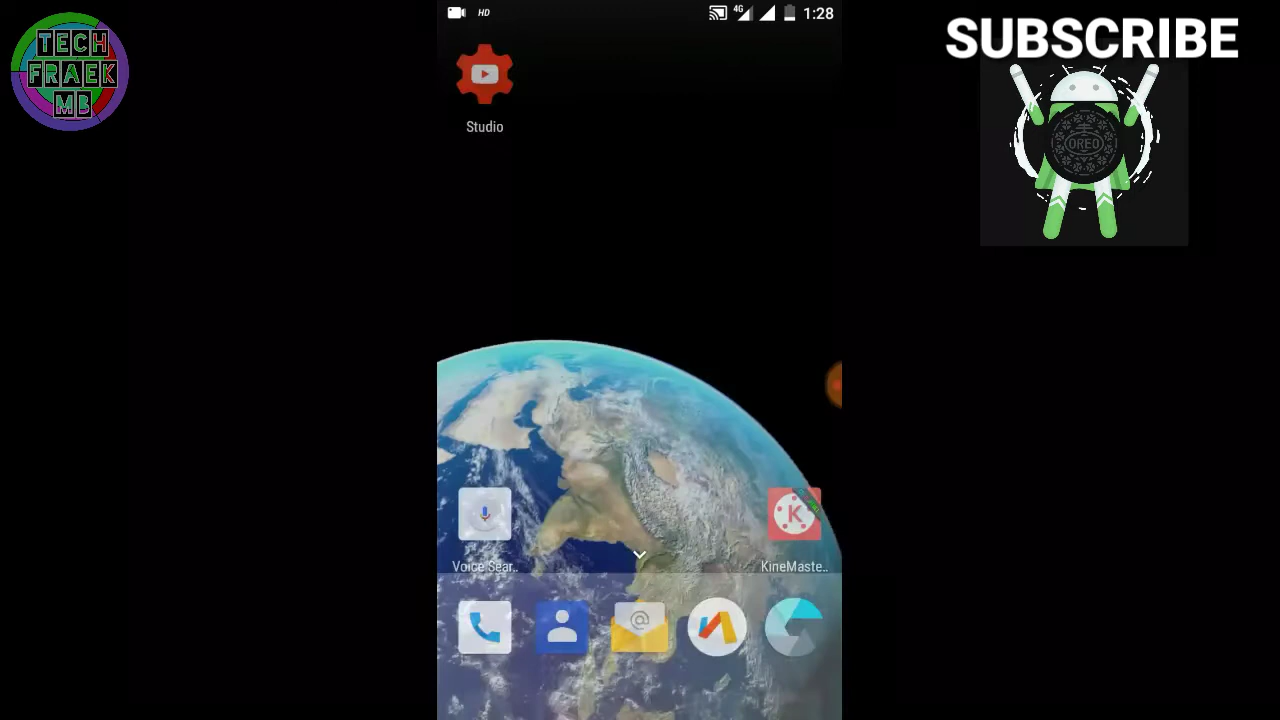 TECH
FRAEK
MB
HD
4G
1:28
SUBSCRIBE
OREO
Studio
Voice Sear..
KineMaste..